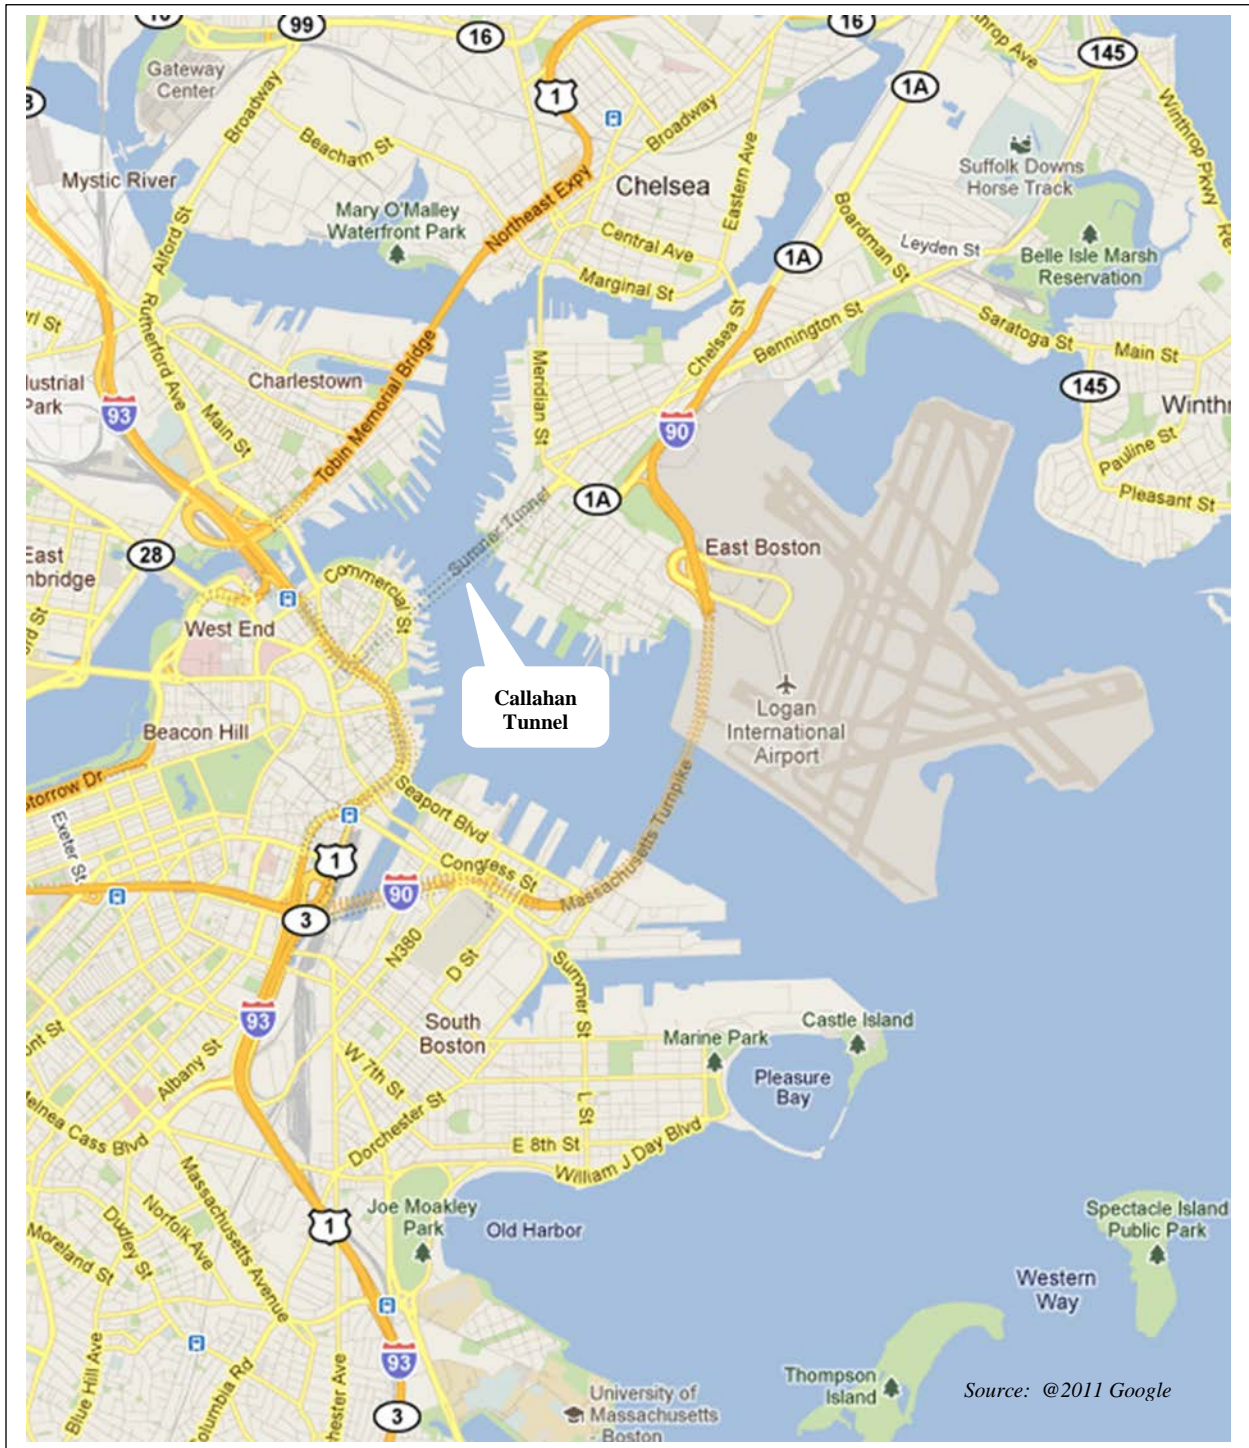 99
16
16
145
1
1A
Winthrop Pkwy
Gateway
Center
Broadway
Broadway
Beacham St
Eastern Ave
Suffolk Downs
Horse Track
Mystic River
Chelsea
Mary O'Malley
Waterfront Park
Northeast Expy
Boardman St
Alford St
Central Ave
Leyden St
Belle Isle Marsh
Reservation
1A
Marginal St
Rutherford Ave
Chelsea St
Bennington St
Saratoga St
Main St
Charlestown
Tobin Memorial Bridge
Meridian St
145
93
Main St
90
Pauline St
Pleasant St
1A
Sumner Tunnel
28
East Boston
Commercial St
West End
Callahan
Tunnel
Logan
International
Airport
Beacon Hill
Massachusetts Turnpike
Seaport Blvd
Exeter St
1
Congress St
90
3
N380
D St
Summer St
93
South
Boston
Castle Island
Marine Park
Pleasure
Bay
Albany St
W 7th St
L St
Dorchester St
E 8th St
William J Day Blvd
Massachusetts Avenue
Joe Moakley
Park
Old Harbor
1
Spectacle Island
Public Park
Norfolk Ave
Dudley St
Moreland St
Western
Way
93
Blue Hill Ave
Thompson
Island
Source: @2011 Google
3
University of
Massachusetts
- Boston